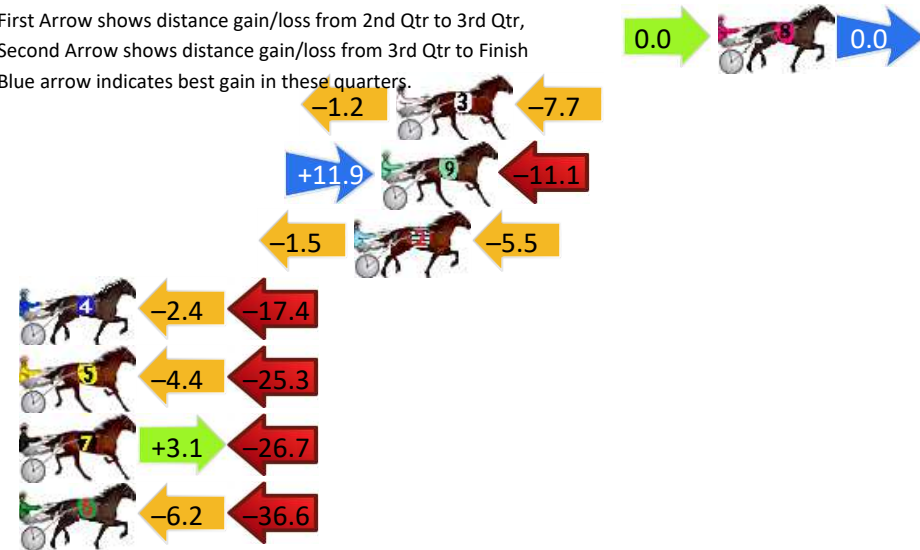 First Arrow shows distance gain/loss from 2nd Qtr to 3rd Qtr,
Second Arrow shows distance gain/loss from 3rd Qtr to Finish
Blue arrow indicates best gain in these quarters.
0.0 8 0.0
−1.2 3 −7.7
+11.9 9 −11.1
−1.5 2 −5.5
4 −2.4 −17.4
5 −4.4 −25.3
7 +3.1 −26.7
6 −6.2 −36.6